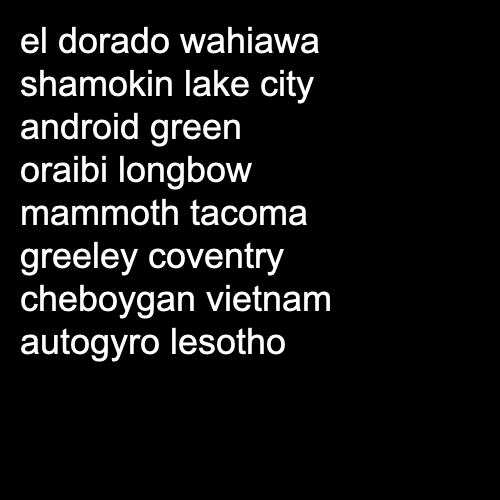 el dorado wahiawa
shamokin lake city
android green
oraibi longbow
mammoth tacoma
greeley coventry
cheboygan vietnam
autogyro lesotho